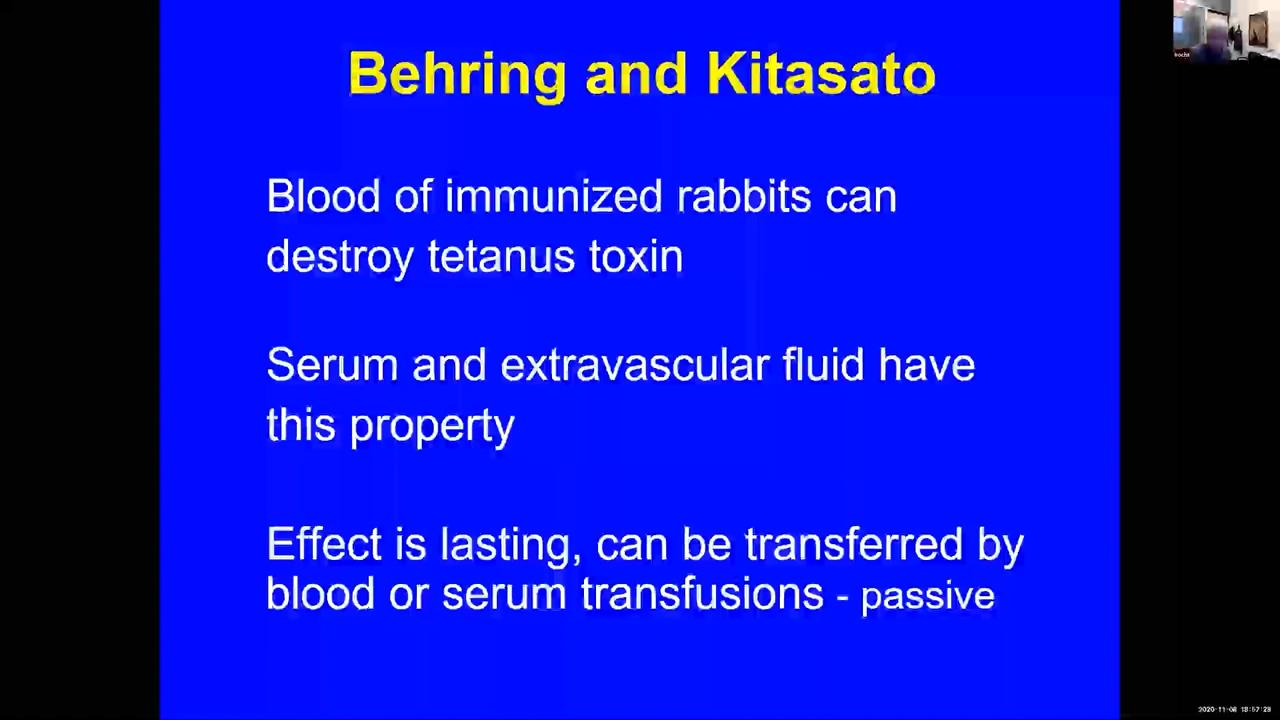 Behring and Kitasato
Blood of immunized rabbits can
destroy tetanus toxin
Serum and extravascular fluid have
this property
Effect is lasting, can be transferred by
blood or serum transfusions - passive